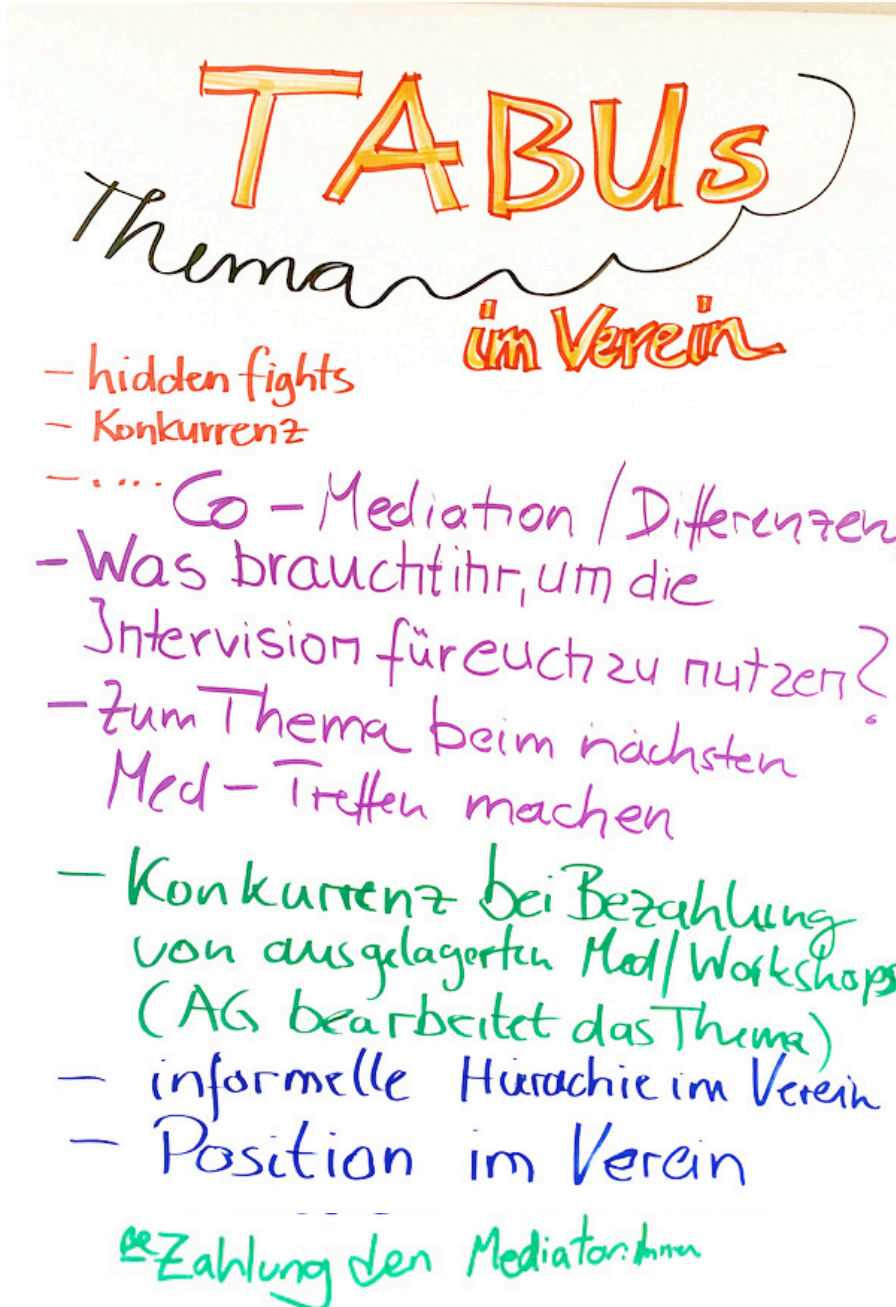 TABUs
Thema
im Verein
- hidden fights
- Konkurrenz
- ....
Co - Mediation / Differenzen
- Was braucht ihr, um die
Intervision für euch zu nutzen?
- Zum Thema beim nächsten
Med - Treffen machen
- Konkurrenz bei Bezahlung
von ausgelagerten Med/Workshops
(AG bearbeitet das Thema)
- informelle Hierachie im Verein
- Position im Verein
BeZahlung den Mediator:innen